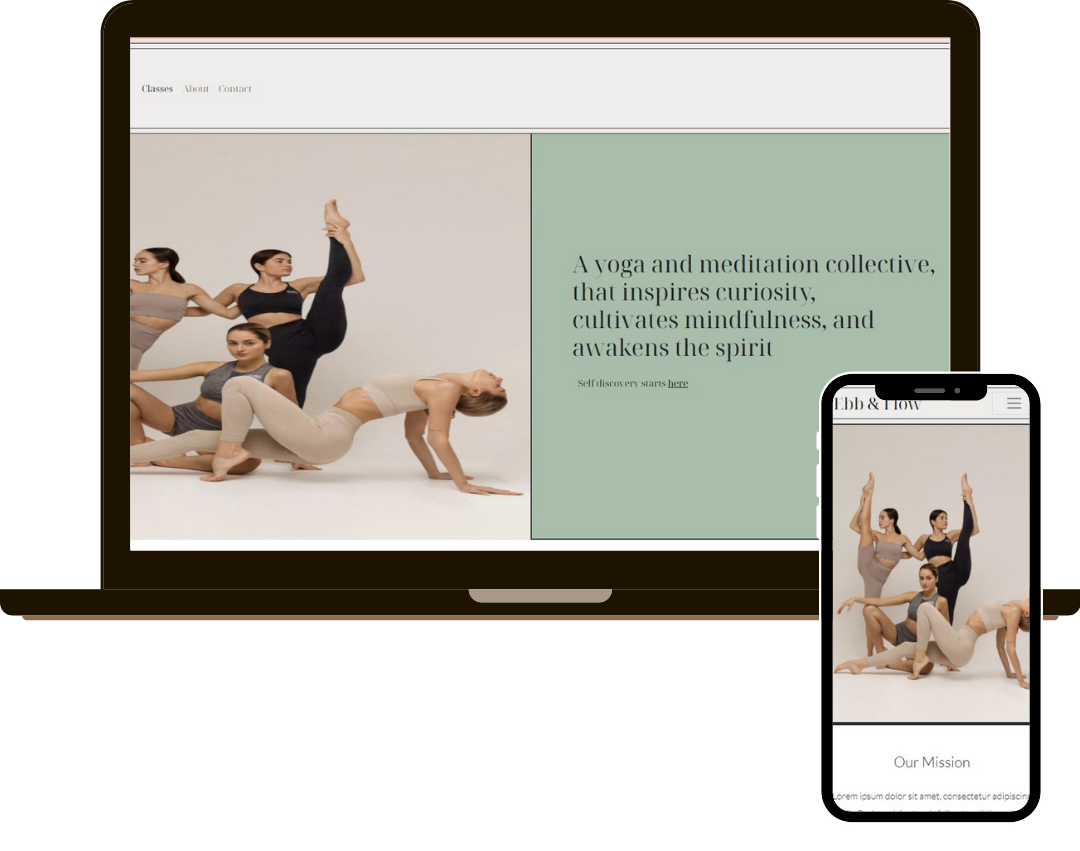 Classes About Contact
A yoga and meditation collective,
that inspires curiosity,
cultivates mindfulness, and
awakens the spirit
Self discovery starts here
Ebb & Flow
Our Mission
Lorem ipsum dolor sit amet, consectetur adipiscing